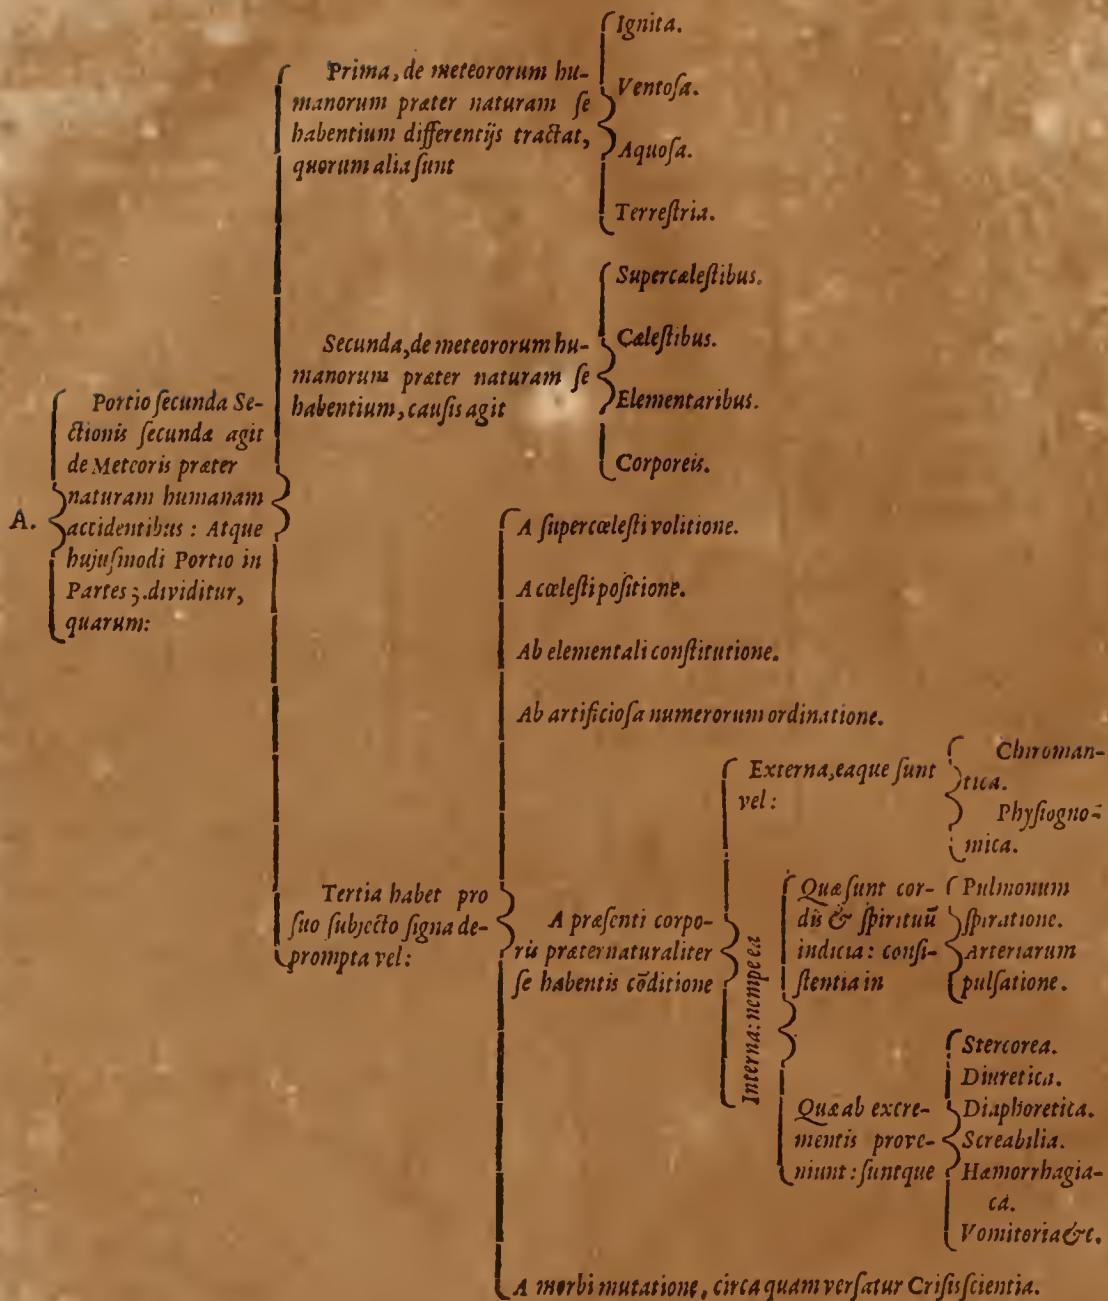 A.
Portio ſecunda Se-
ctionis ſecundæ agit
de Meteoris præter
naturam humanam
accidentibus : Atque
hujuſmodi Portio in
Partes 3. dividitur,
quarum:
Prima, de meteororum hu-
manorum præter naturam ſe
habentium differentijs tractat,
quorum alia ſunt
Ignita.
Ventoſa.
Aquoſa.
Terreſtria.
Secunda, de meteororum hu-
manorum præter naturam ſe
habentium, cauſis agit
Supercæleſtibus.
Cæleſtibus.
Elementaribus.
Corporeis.
Tertia habet pro
ſuo ſubjecto ſigna de-
prompta vel:
A ſupercœleſti volitione.
A cœleſti poſitione.
Ab elementali conſtitutione.
Ab artificioſa numerorum ordinatione.
A præſenti corpo-
ris præternaturaliter
ſe habentis cōditione
Externa, eaque ſunt
vel:
Chiroman-
tica.
Phyſiogno-
mica.
Interna: nempe ea
Quæ ſunt cor-
dis & ſpirituū
indicia: conſi-
ſtentia in
Pulmonum
ſpiratione.
Arteriarum
pulſatione.
Quæ ab excre-
mentis prove-
niunt : ſuntque
Stercorea.
Diuretica.
Diaphoretica.
Screabilia.
Hæmorrhagia-
ca.
Vomitoria &c.
A morbi mutatione, circa quam verſatur Criſis ſcientia.